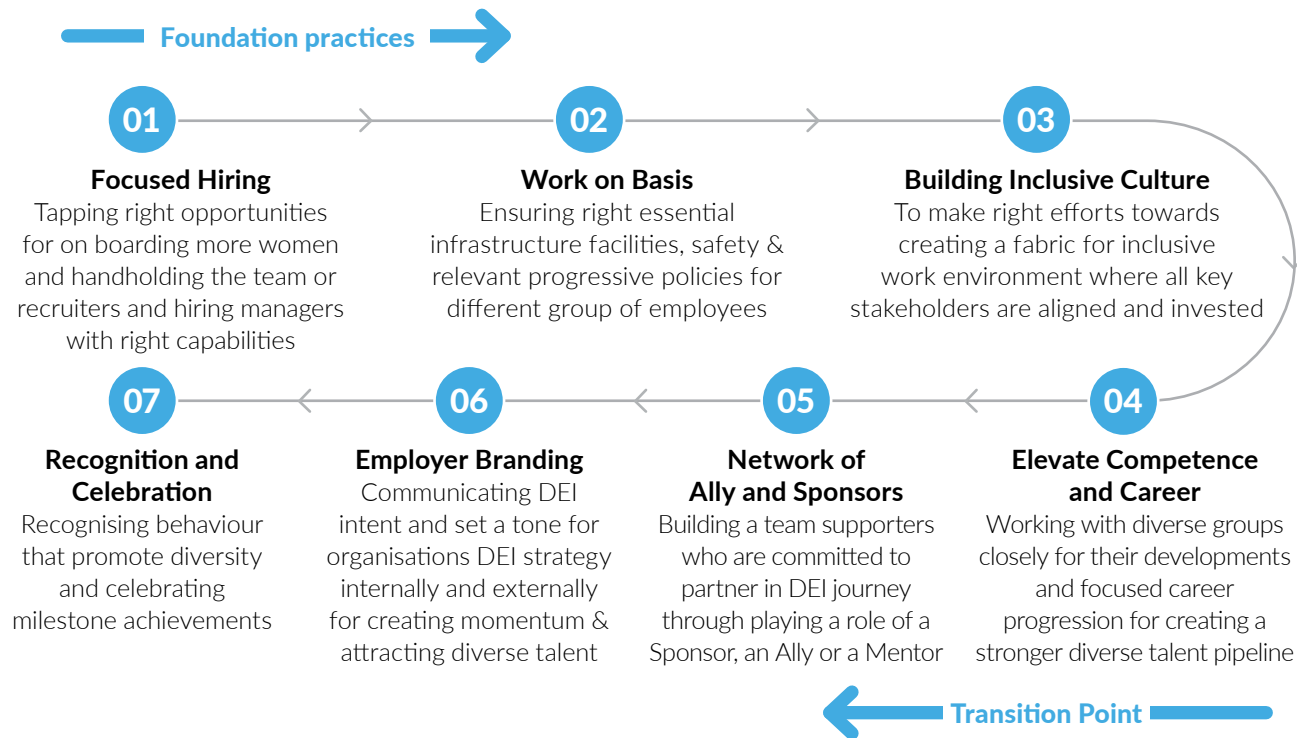 Foundation practices
01
02
03
Focused Hiring
Tapping right opportunities
for on boarding more women
and handholding the team or
recruiters and hiring managers
with right capabilities
Work on Basis
Ensuring right essential
infrastructure facilities, safety &
relevant progressive policies for
different group of employees
Building Inclusive Culture
To make right efforts towards
creating a fabric for inclusive
work environment where all key
stakeholders are aligned and invested
04
Elevate Competence
and Career
Working with diverse groups
closely for their developments
and focused career
progression for creating a
stronger diverse talent pipeline
05
Network of
Ally and Sponsors
Building a team supporters
who are committed to
partner in DEI journey
through playing a role of a
Sponsor, an Ally or a Mentor
06
Employer Branding
Communicating DEI
intent and set a tone for
organisations DEI strategy
internally and externally
for creating momentum &
attracting diverse talent
07
Recognition and
Celebration
Recognising behaviour
that promote diversity
and celebrating
milestone achievements
Transition Point